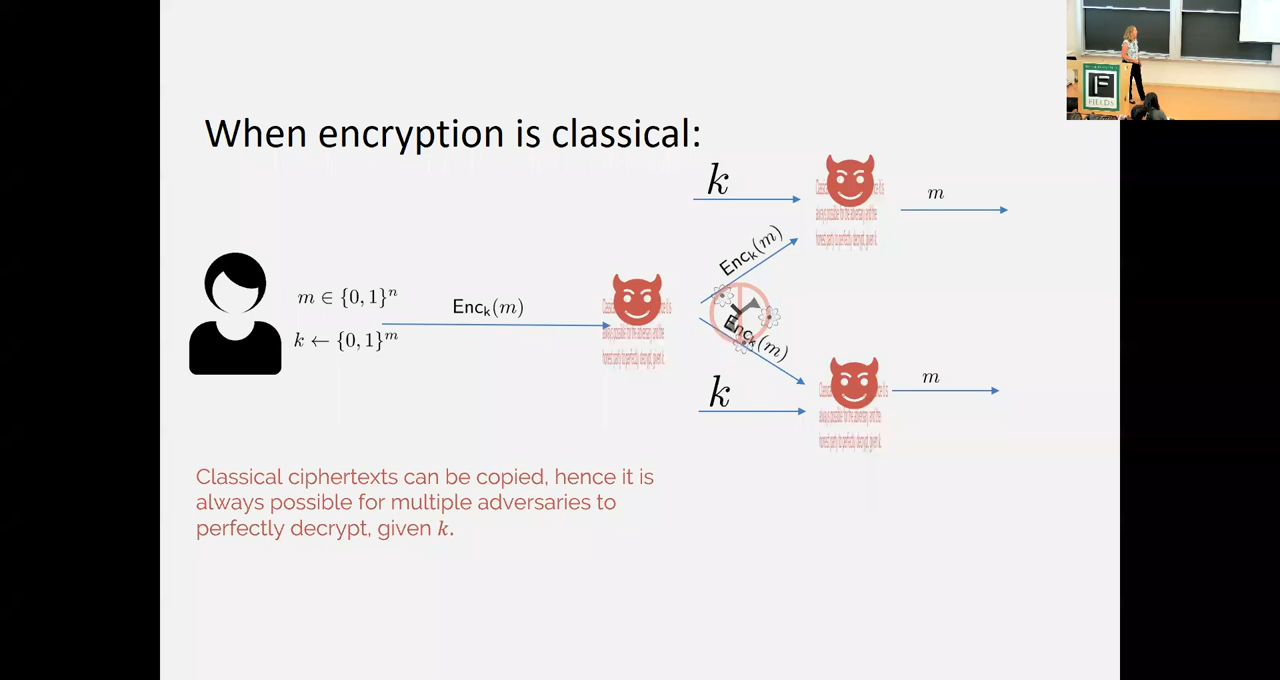 When encryption is classical:
k
m
Enc_k(m)
m ∈ {0, 1}^n
Enc_k(m)
k ← {0, 1}^m
Enc_k(m)
k
m
Classical ciphertexts can be copied, hence it is
always possible for multiple adversaries to
perfectly decrypt, given k.
F
FIELDS